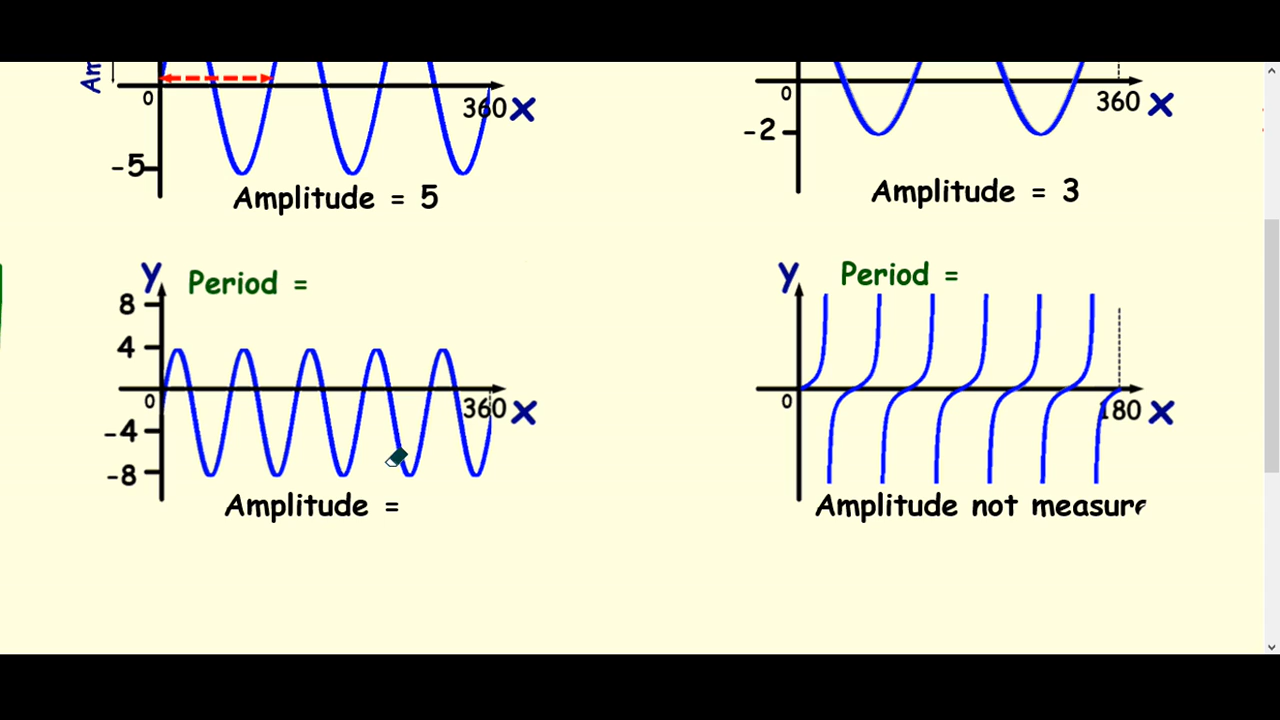 Am
0
360 X
-5
Amplitude = 5
0
360 X
-2
Amplitude = 3
y Period =
8
4
0
360 X
-4
-8
Amplitude =
y Period =
0
180 X
Amplitude not measure